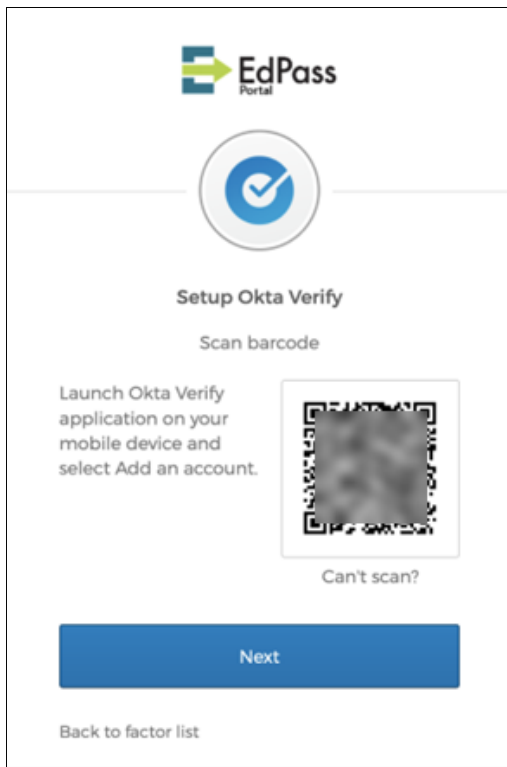 EdPass
Portal
Setup Okta Verify
Scan barcode
Launch Okta Verify
application on your
mobile device and
select Add an account.
Can't scan?
Next
Back to factor list